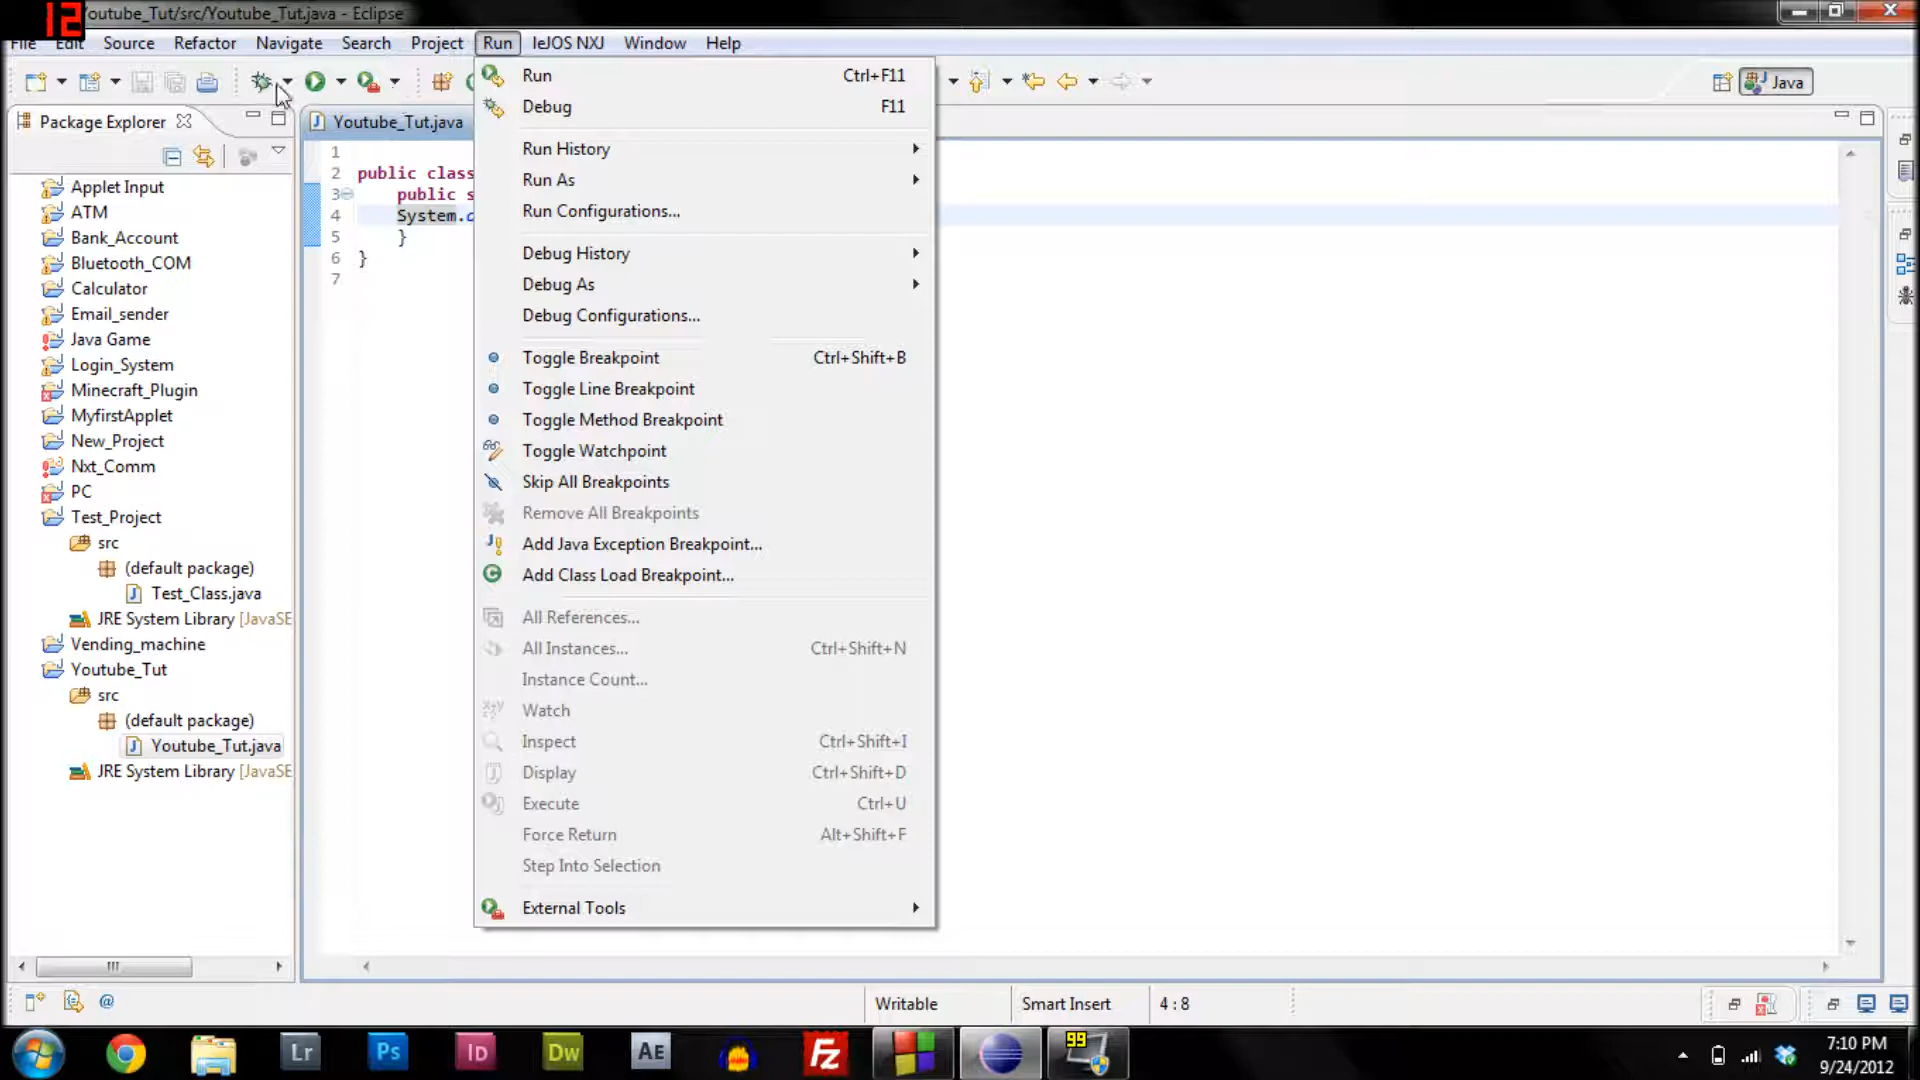 12
outube_Tut/src/Youtube_Tut.java - Eclipse
File Edit Source Refactor Navigate Search Project Run leJOS NXJ Window Help
Java
Package Explorer
Youtube_Tut.java
Applet Input
ATM
Bank_Account
Bluetooth_COM
Calculator
Email_sender
Java Game
Login_System
Minecraft_Plugin
MyfirstApplet
New_Project
Nxt_Comm
PC
Test_Project
src
(default package)
Test_Class.java
JRE System Library [JavaSE
Vending_machine
Youtube_Tut
src
(default package)
Youtube_Tut.java
JRE System Library [JavaSE
1
2 public class
3 public s
4 System.o
5 }
6 }
7
Run Ctrl+F11
Debug F11
Run History
Run As
Run Configurations...
Debug History
Debug As
Debug Configurations...
Toggle Breakpoint Ctrl+Shift+B
Toggle Line Breakpoint
Toggle Method Breakpoint
Toggle Watchpoint
Skip All Breakpoints
Remove All Breakpoints
Add Java Exception Breakpoint...
Add Class Load Breakpoint...
All References...
All Instances... Ctrl+Shift+N
Instance Count...
Watch
Inspect Ctrl+Shift+I
Display Ctrl+Shift+D
Execute Ctrl+U
Force Return Alt+Shift+F
Step Into Selection
External Tools
Writable Smart Insert 4 : 8
Lr Ps Id Dw AE Fz 99
7:10 PM
9/24/2012